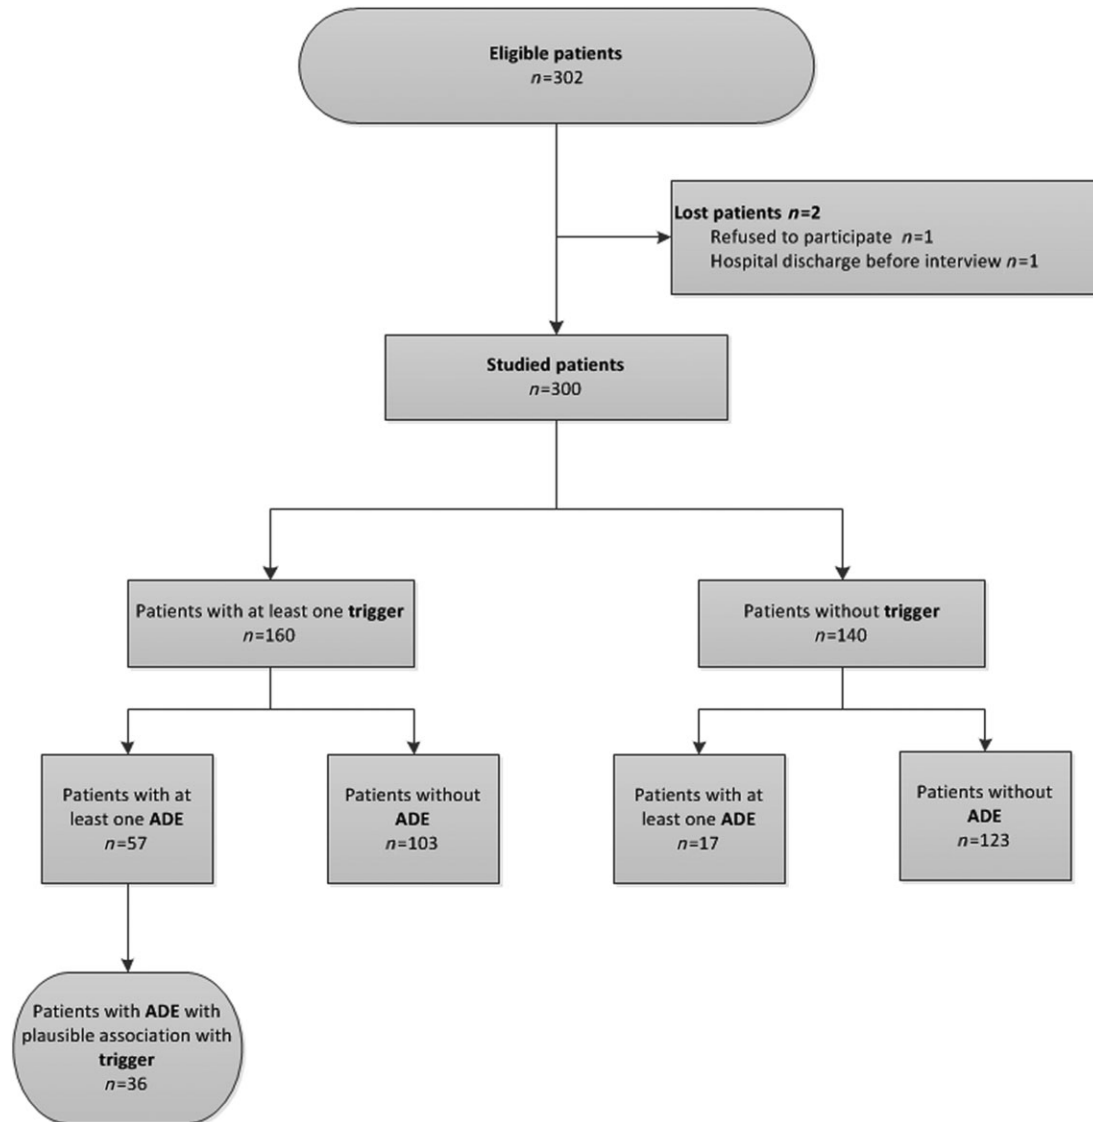 Eligible patients
n=302
Lost patients n=2
Refused to participate n=1
Hospital discharge before interview n=1
Studied patients
n=300
Patients with at least one trigger
n=160
Patients without trigger
n=140
Patients with at
least one ADE
n=57
Patients without
ADE
n=103
Patients with at
least one ADE
n=17
Patients without
ADE
n=123
Patients with ADE with
plausible association with
trigger
n=36